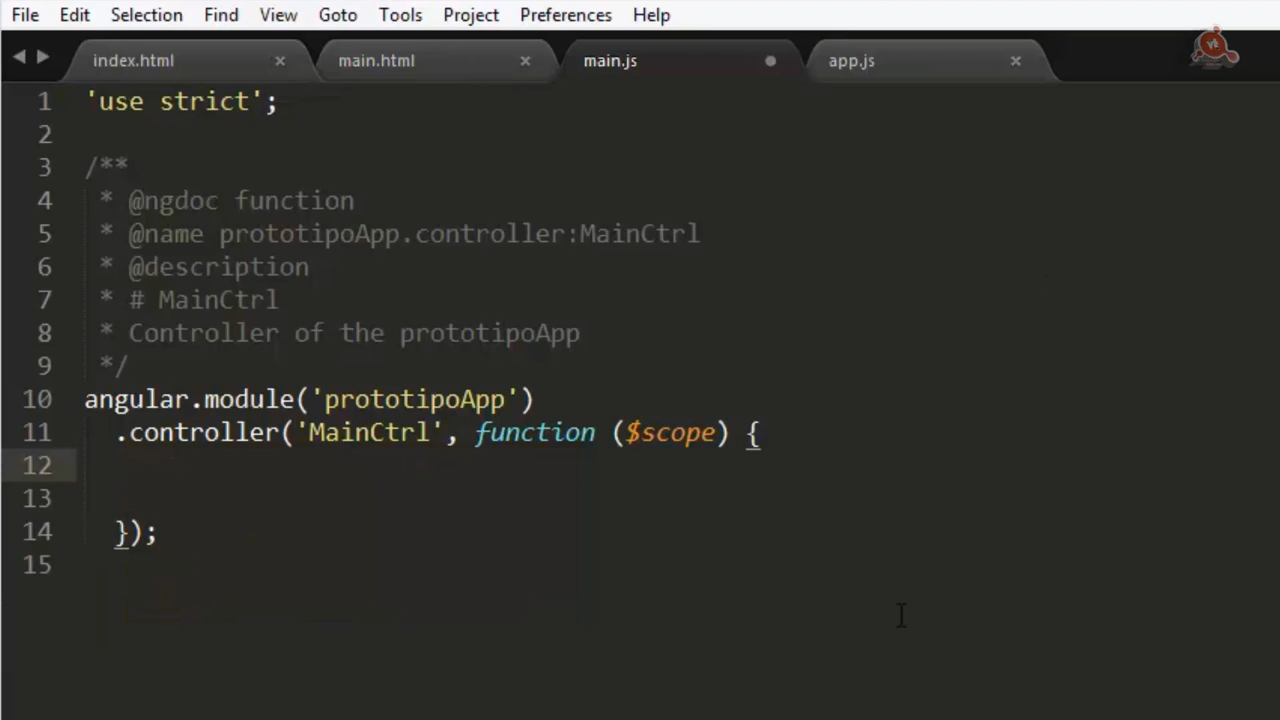 File Edit Selection Find View Goto Tools Project Preferences Help
index.html × main.html × main.js app.js ×
1 'use strict';
2
3 /**
4 * @ngdoc function
5 * @name prototipoApp.controller:MainCtrl
6 * @description
7 * # MainCtrl
8 * Controller of the prototipoApp
9 */
10 angular.module('prototipoApp')
11 .controller('MainCtrl', function ($scope) {
12
13
14 });
15